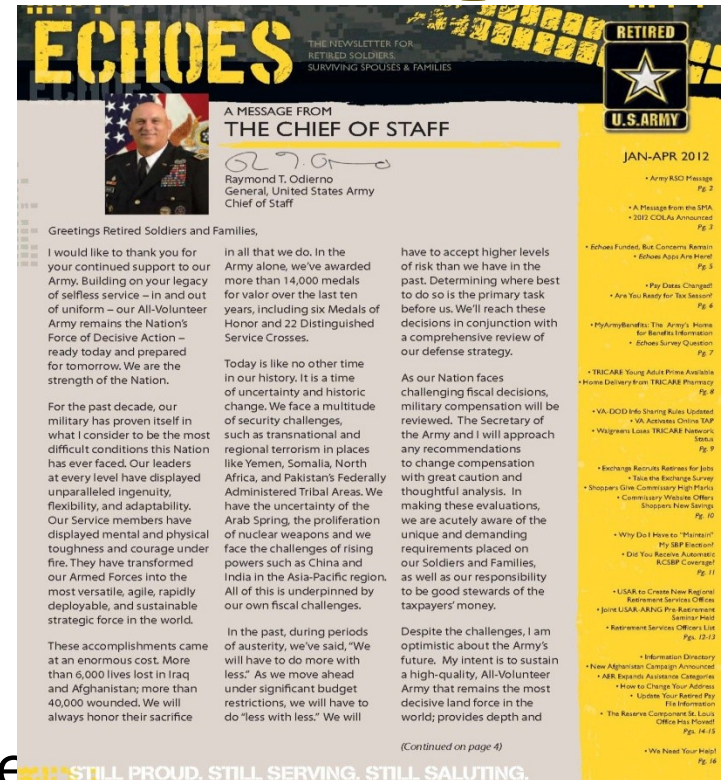 ECHOES
THE NEWSLETTER FOR
RETIRED SOLDIERS,
SURVIVING SPOUSES & FAMILIES
RETIRED
U.S.ARMY
A MESSAGE FROM
THE CHIEF OF STAFF
Raymond T. Odierno
General, United States Army
Chief of Staff
Greetings Retired Soldiers and Families,
I would like to thank you for
your continued support to our
Army. Building on your legacy
of selfless service – in and out
of uniform – our All-Volunteer
Army remains the Nation's
Force of Decisive Action –
ready today and prepared
for tomorrow. We are the
strength of the Nation.
For the past decade, our
military has proven itself in
what I consider to be the most
difficult conditions this Nation
has ever faced. Our leaders
at every level have displayed
unparalleled ingenuity,
flexibility, and adaptability.
Our Service members have
displayed mental and physical
toughness and courage under
fire. They have transformed
our Armed Forces into the
most versatile, agile, rapidly
deployable, and sustainable
strategic force in the world.
These accomplishments came
at an enormous cost. More
than 6,000 lives lost in Iraq
and Afghanistan; more than
40,000 wounded. We will
always honor their sacrifice
in all that we do. In the
Army alone, we've awarded
more than 14,000 medals
for valor over the last ten
years, including six Medals of
Honor and 22 Distinguished
Service Crosses.
Today is like no other time
in our history. It is a time
of uncertainty and historic
change. We face a multitude
of security challenges,
such as transnational and
regional terrorism in places
like Yemen, Somalia, North
Africa, and Pakistan's Federally
Administered Tribal Areas. We
have the uncertainty of the
Arab Spring, the proliferation
of nuclear weapons and we
face the challenges of rising
powers such as China and
India in the Asia-Pacific region.
All of this is underpinned by
our own fiscal challenges.
In the past, during periods
of austerity, we've said, "We
will have to do more with
less." As we move ahead
under significant budget
restrictions, we will have to
do "less with less." We will
have to accept higher levels
of risk than we have in the
past. Determining where best
to do so is the primary task
before us. We'll reach these
decisions in conjunction with
a comprehensive review of
our defense strategy.
As our Nation faces
challenging fiscal decisions,
military compensation will be
reviewed. The Secretary of
the Army and I will approach
any recommendations
to change compensation
with great caution and
thoughtful analysis. In
making these evaluations,
we are acutely aware of the
unique and demanding
requirements placed on
our Soldiers and Families,
as well as our responsibility
to be good stewards of the
taxpayers' money.
Despite the challenges, I am
optimistic about the Army's
future. My intent is to sustain
a high-quality, All-Volunteer
Army that remains the most
decisive land force in the
world; provides depth and
(Continued on page 4)
JAN-APR 2012
• Army RSO Message
Pg. 2
• A Message from the SMA
• 2012 COLAs Announced
Pg. 3
• Echoes Funded, But Concerns Remain
• Echoes Apps Are Here!
Pg. 5
• Pay Dates Changed!
• Are You Ready for Tax Season?
Pg. 6
• MyArmyBenefits: The Army's Home
for Benefits Information
• Echoes Survey Question
Pg. 7
• TRICARE Young Adult Prime Available
• Home Delivery from TRICARE Pharmacy
Pg. 8
• VA-DOD Info Sharing Rules Updated
• VA Activates Online TAP
• Walgreens Loses TRICARE Network
Status
Pg. 9
• Exchange Recruits Retirees for Jobs
• Take the Exchange Survey
• Shoppers Give Commissary High Marks
• Commissary Website Offers
Shoppers New Savings
Pg. 10
• Why Do I Have to "Maintain"
My SBP Election?
• Did You Receive Automatic
RCSBP Coverage?
Pg. 11
• USAR to Create New Regional
Retirement Services Offices
• Joint USAR-ARNG Pre-Retirement
Seminar Held
• Retirement Services Officers List
Pgs. 12-13
• Information Directory
• New Afghanistan Campaign Announced
• AER Expands Assistance Categories
• How to Change Your Address
• Update Your Retired Pay
File Information
• The Reserve Component St. Louis
Office Has Moved!
Pgs. 14-15
• We Need Your Help!
Pg. 16
STILL PROUD. STILL SERVING. STILL SALUTING.